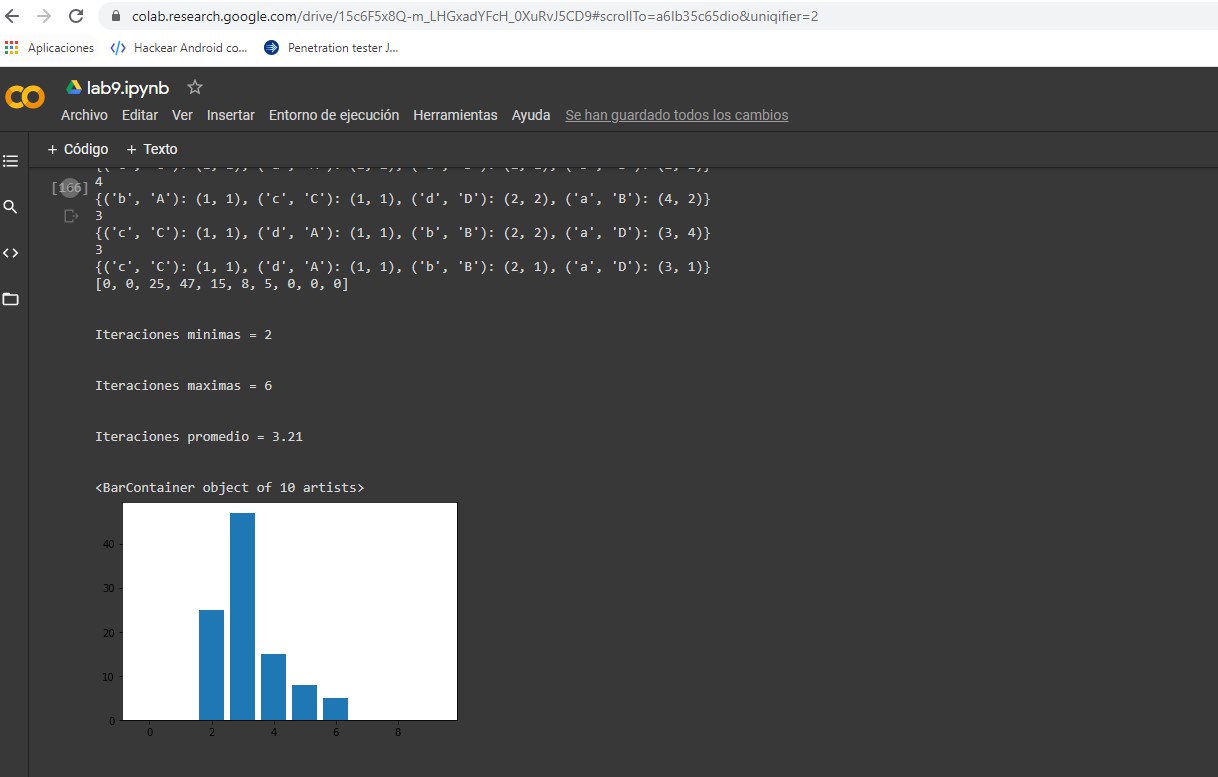 colab.research.google.com/drive/15c6F5x8Q-m_LHGxadYFcH_0XuRvJ5CD9#scrollTo=a6Ib35c65dio&uniqifier=2
Aplicaciones Hackear Android co... Penetration tester J...
lab9.ipynb
Archivo Editar Ver Insertar Entorno de ejecución Herramientas Ayuda Se han guardado todos los cambios
+ Código + Texto
[166]
4
{('b', 'A'): (1, 1), ('c', 'C'): (1, 1), ('d', 'D'): (2, 2), ('a', 'B'): (4, 2)}
3
{('c', 'C'): (1, 1), ('d', 'A'): (1, 1), ('b', 'B'): (2, 2), ('a', 'D'): (3, 4)}
3
{('c', 'C'): (1, 1), ('d', 'A'): (1, 1), ('b', 'B'): (2, 1), ('a', 'D'): (3, 1)}
[0, 0, 25, 47, 15, 8, 5, 0, 0, 0]
Iteraciones minimas = 2
Iteraciones maximas = 6
Iteraciones promedio = 3.21
<BarContainer object of 10 artists>
40
30
20
10
0
0 2 4 6 8